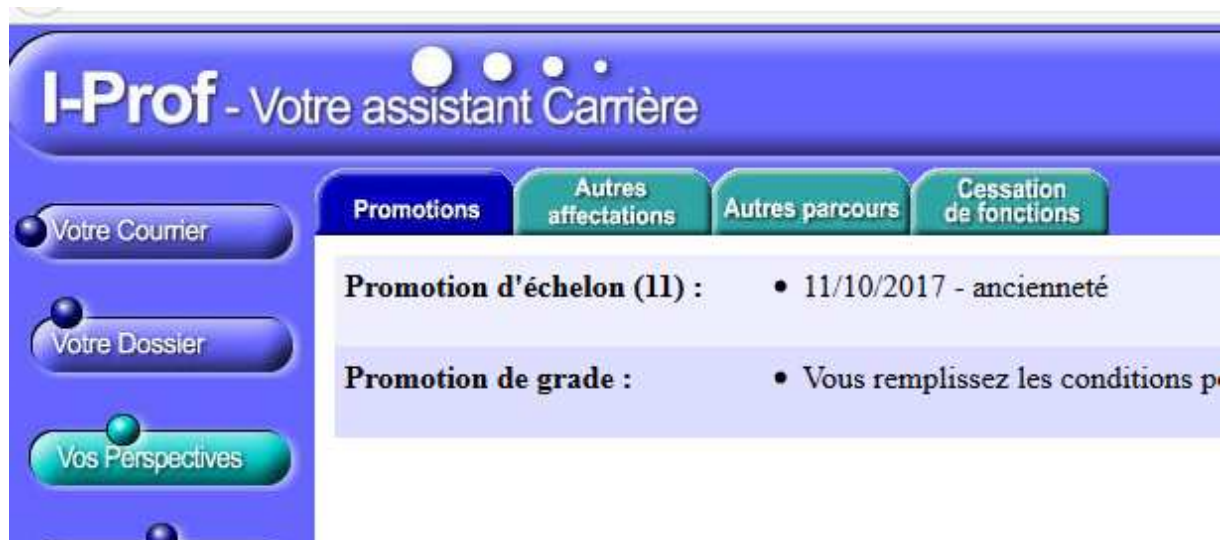 I-Prof - Votre assistant Carrière
Promotions
Autres
affectations
Autres parcours
Cessation
de fonctions
Votre Courrier
Votre Dossier
Vos Perspectives
Promotion d'échelon (11) :
• 11/10/2017 - ancienneté
Promotion de grade :
• Vous remplissez les conditions